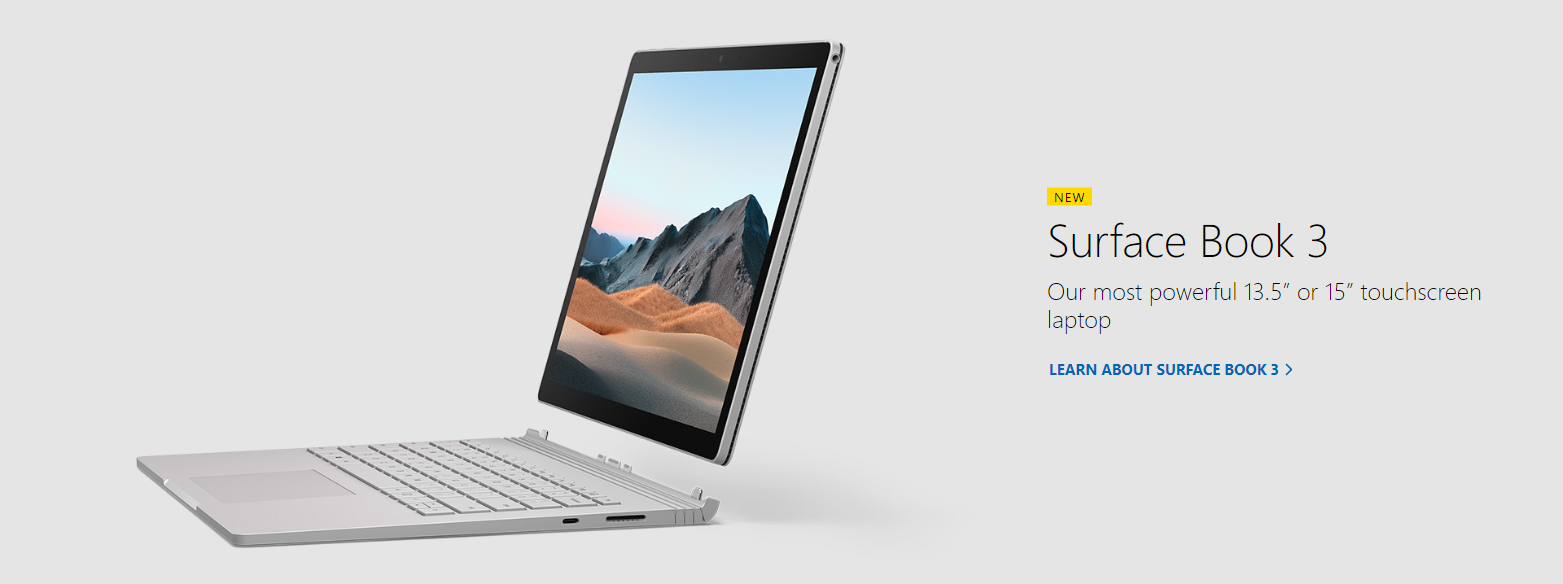 NEW
Surface Book 3
Our most powerful 13.5” or 15” touchscreen
laptop
LEARN ABOUT SURFACE BOOK 3 >